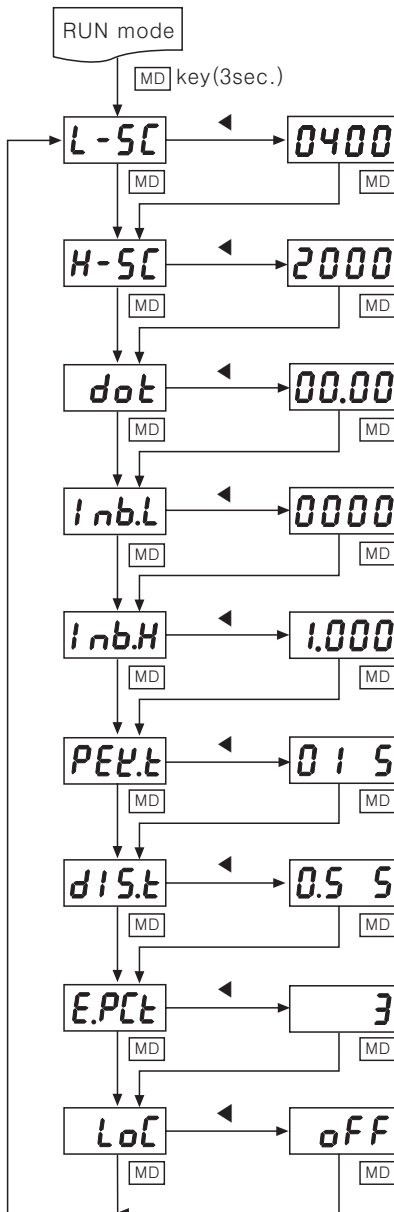 RUN mode
MD key(3sec.)
L-SC ◀ 0400
MD MD
H-SC ◀ 2000
MD MD
dot ◀ 00.00
MD MD
Inb.L ◀ 0000
MD MD
Inb.H ◀ 1.000
MD MD
PEK.t ◀ 01 S
MD MD
dIS.t ◀ 0.5 S
MD MD
E.PCt ◀ 3
MD MD
LoC ◀ oFF
MD MD